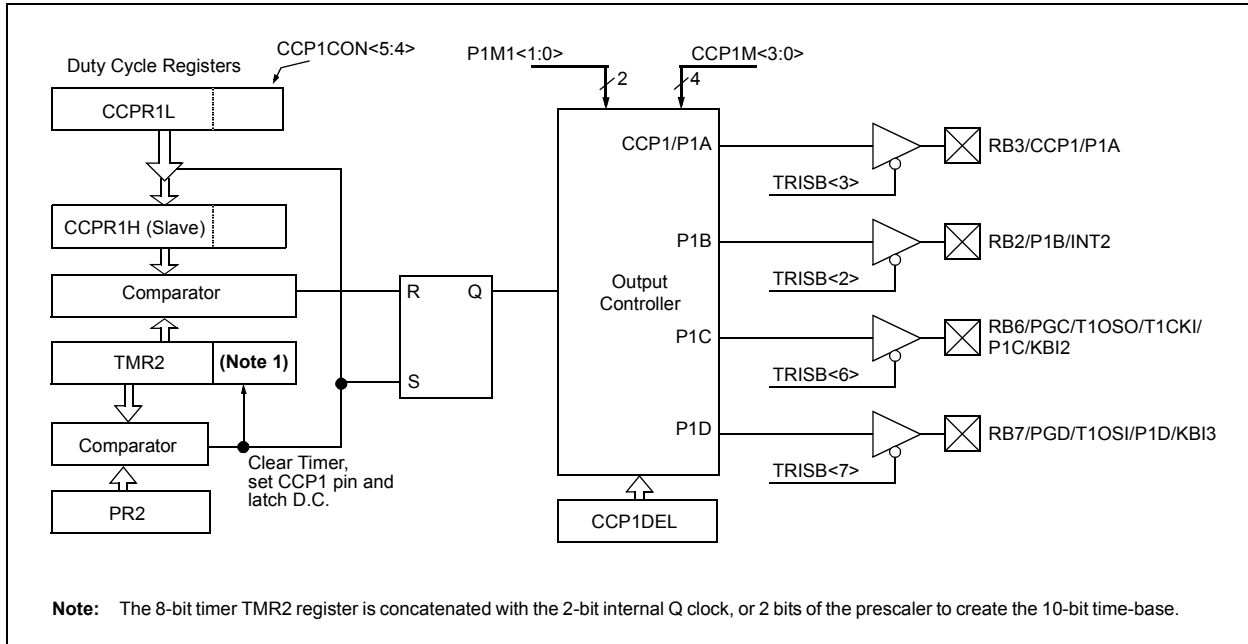 CCP1CON<5:4>
Duty Cycle Registers
CCPR1L
CCPR1H (Slave)
Comparator
TMR2
(Note 1)
Comparator
PR2
Clear Timer,
set CCP1 pin and
latch D.C.
R
Q
S
P1M1<1:0>
2
CCP1M<3:0>
4
Output
Controller
CCP1/P1A
P1B
P1C
P1D
CCP1DEL
TRISB<3>
RB3/CCP1/P1A
TRISB<2>
RB2/P1B/INT2
TRISB<6>
RB6/PGC/T1OSO/T1CKI/
P1C/KBI2
TRISB<7>
RB7/PGD/T1OSI/P1D/KBI3
Note: The 8-bit timer TMR2 register is concatenated with the 2-bit internal Q clock, or 2 bits of the prescaler to create the 10-bit time-base.